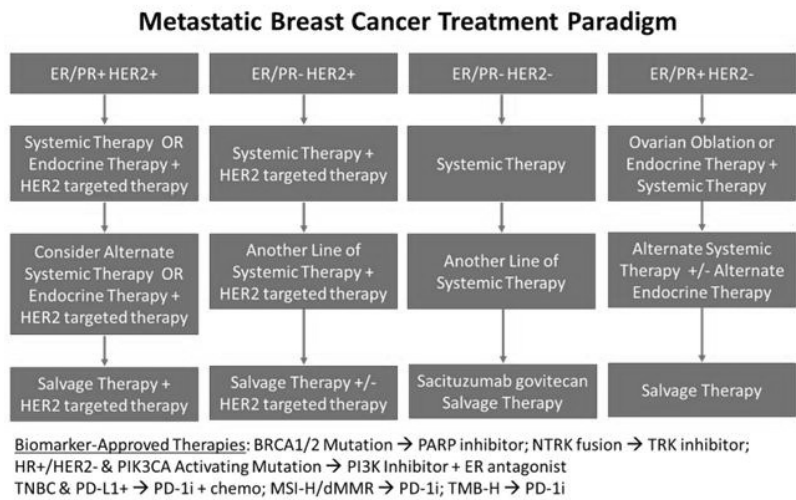 Metastatic Breast Cancer Treatment Paradigm
ER/PR+ HER2+
Systemic Therapy OR
Endocrine Therapy +
HER2 targeted therapy
Consider Alternate
Systemic Therapy OR
Endocrine Therapy +
HER2 targeted therapy
Salvage Therapy +
HER2 targeted therapy
ER/PR- HER2+
Systemic Therapy +
HER2 targeted therapy
Another Line of
Systemic Therapy +
HER2 targeted therapy
Salvage Therapy +/-
HER2 targeted therapy
ER/PR- HER2-
Systemic Therapy
Another Line of
Systemic Therapy
Sacituzumab govitecan
Salvage Therapy
ER/PR+ HER2-
Ovarian Oblation or
Endocrine Therapy +
Systemic Therapy
Alternate Systemic
Therapy +/- Alternate
Endocrine Therapy
Salvage Therapy
Biomarker-Approved Therapies: BRCA1/2 Mutation → PARP inhibitor; NTRK fusion → TRK inhibitor;
HR+/HER2- & PIK3CA Activating Mutation → PI3K Inhibitor + ER antagonist
TNBC & PD-L1+ → PD-1i + chemo; MSI-H/dMMR → PD-1i; TMB-H → PD-1i